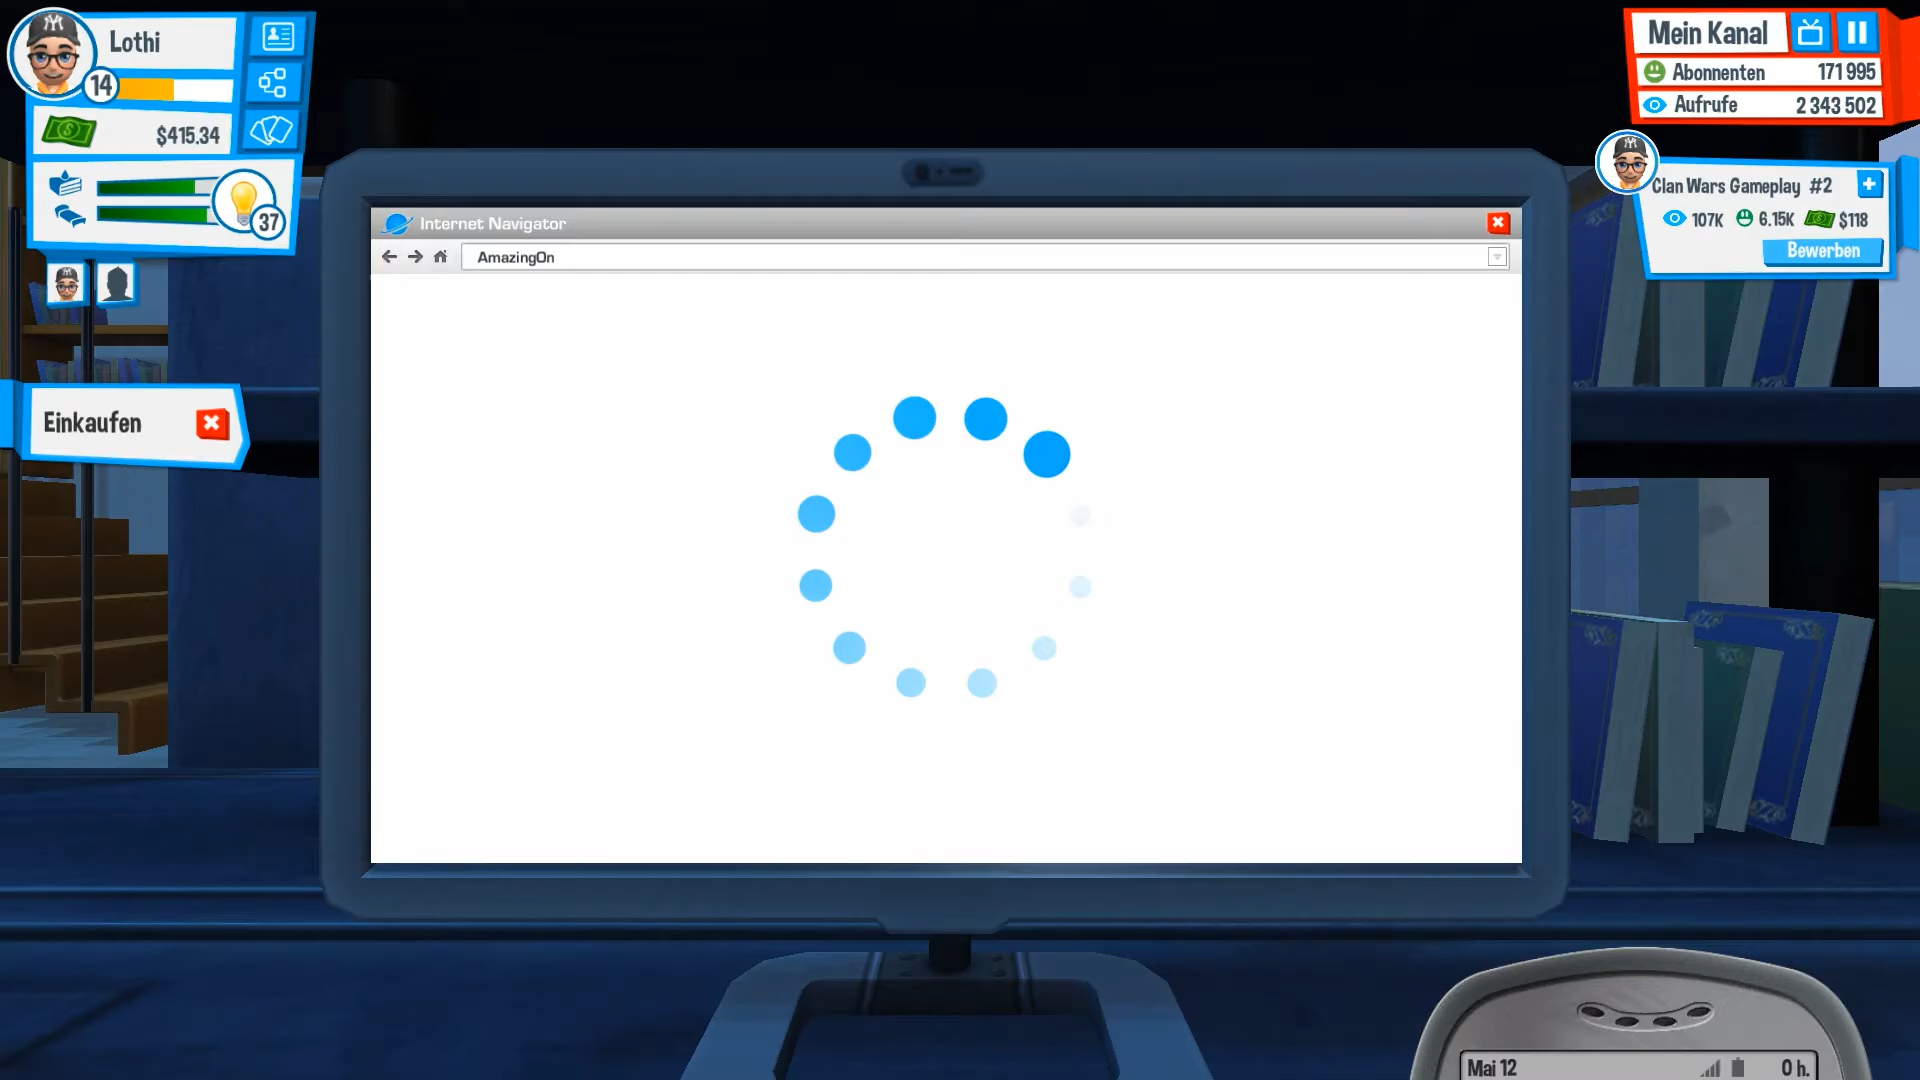 Lothi
14
$415.34
37
Einkaufen
Internet Navigator
AmazingOn
Mein Kanal
Abonnenten 171 995
Aufrufe 2 343 502
Clan Wars Gameplay #2
107K 6.15K $118
Bewerben
Mai 12 0 h.